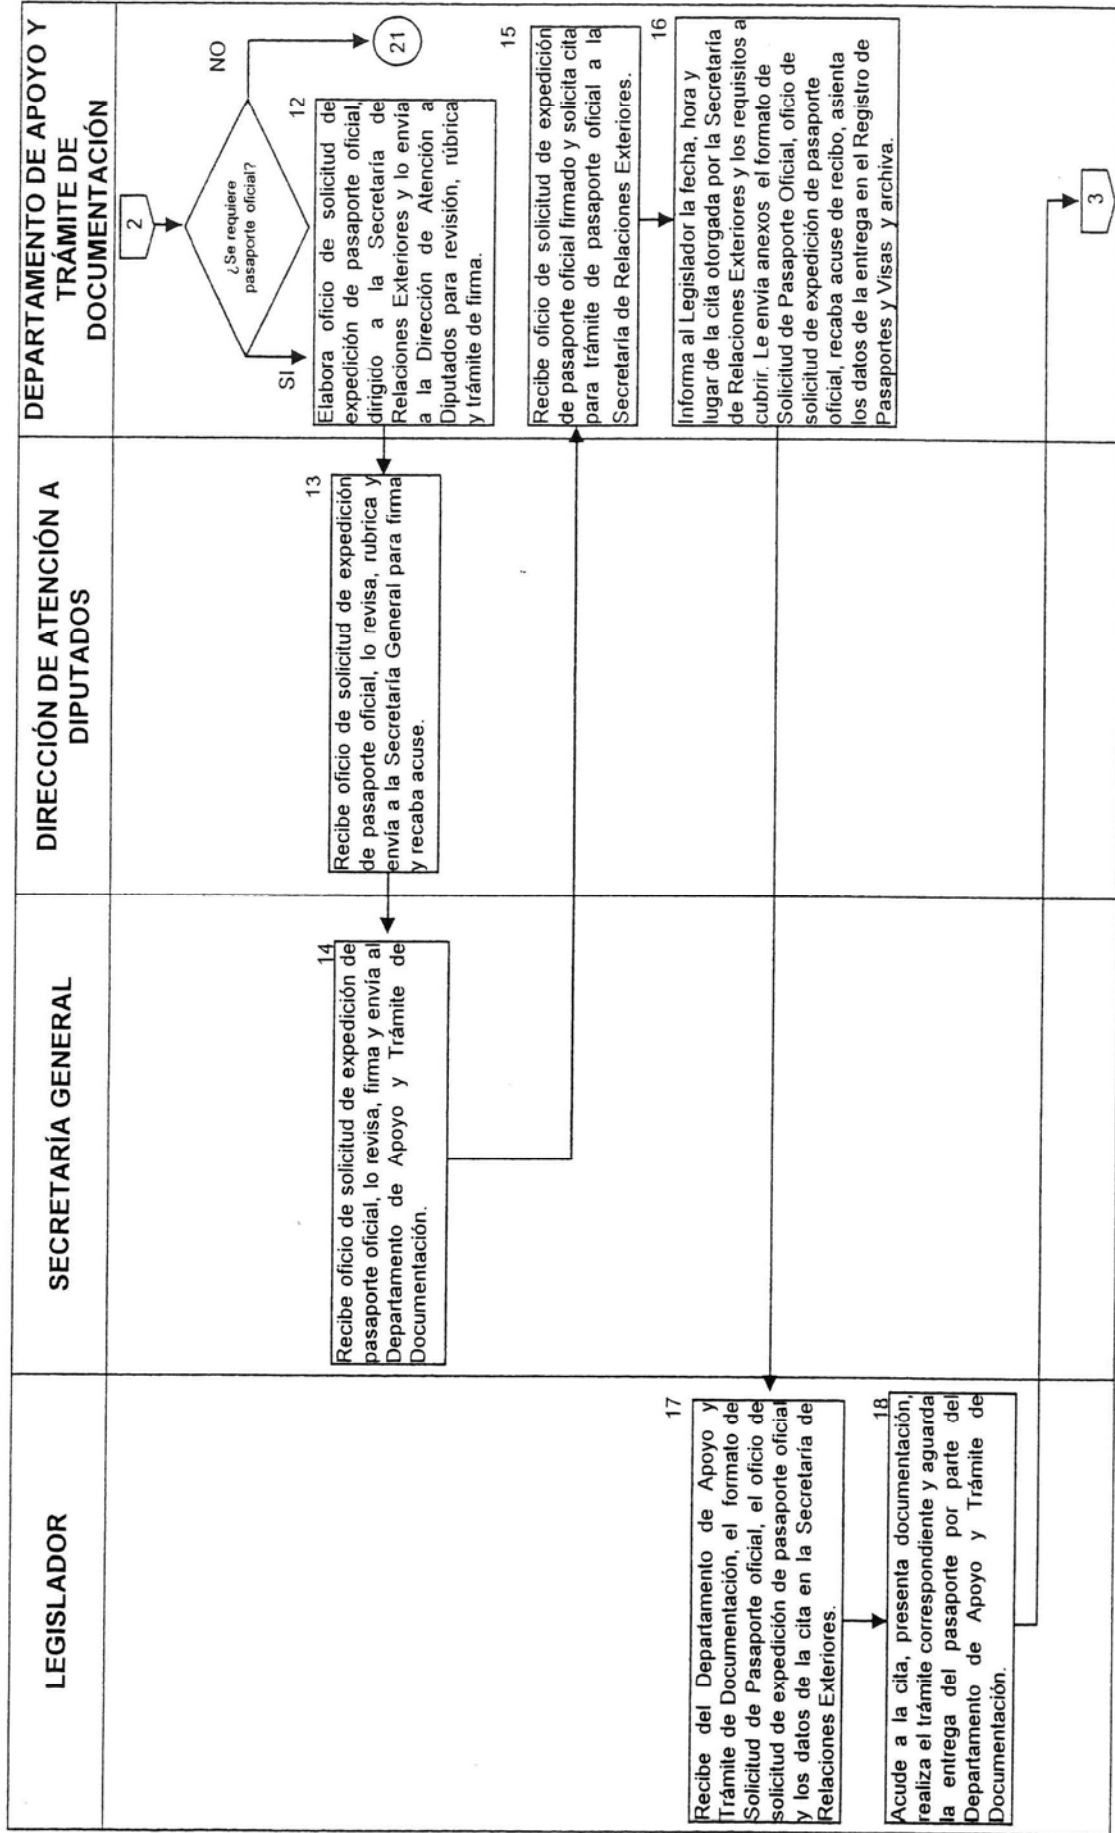 LEGISLADOR
SECRETARÍA GENERAL
DIRECCIÓN DE ATENCIÓN A
DIPUTADOS
DEPARTAMENTO DE APOYO Y
TRÁMITE DE
DOCUMENTACIÓN
2
¿Se requiere
pasaporte oficial?
NO
21
SI
12
Elabora oficio de solicitud de
expedición de pasaporte oficial,
dirigido a la Secretaría de
Relaciones Exteriores y lo envía
a la Dirección de Atención a
Diputados para revisión, rúbrica
y trámite de firma.
13
Recibe oficio de solicitud de expedición
de pasaporte oficial, lo revisa, rubrica y
envía a la Secretaría General para firma
y recaba acuse.
14
Recibe oficio de solicitud de expedición de
pasaporte oficial, lo revisa, firma y envía al
Departamento de Apoyo y Trámite de
Documentación.
15
Recibe oficio de solicitud de expedición
de pasaporte oficial firmado y solicita cita
para trámite de pasaporte oficial a la
Secretaría de Relaciones Exteriores.
16
Informa al Legislador la fecha, hora y
lugar de la cita otorgada por la Secretaría
de Relaciones Exteriores y los requisitos a
cubrir. Le envía anexos el formato de
Solicitud de Pasaporte Oficial, oficio de
solicitud de expedición de pasaporte
oficial, recaba acuse de recibo, asienta
los datos de la entrega en el Registro de
Pasaportes y Visas y archiva.
17
Recibe del Departamento de Apoyo y
Trámite de Documentación, el formato de
Solicitud de Pasaporte oficial, el oficio de
solicitud de expedición de pasaporte oficial
y los datos de la cita en la Secretaría de
Relaciones Exteriores.
18
Acude a la cita, presenta documentación,
realiza el trámite correspondiente y aguarda
la entrega del pasaporte por parte del
Departamento de Apoyo y Trámite de
Documentación.
3